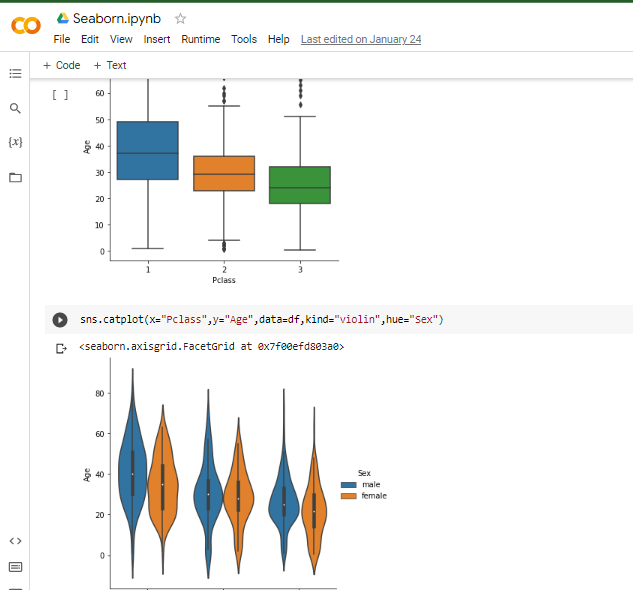 Seaborn.ipynb
File Edit View Insert Runtime Tools Help Last edited on January 24
+ Code + Text
[ ]
{x}
60
50
40
30
20
10
0
Age
1 2 3
Pclass
sns.catplot(x="Pclass",y="Age",data=df,kind="violin",hue="Sex")
<seaborn.axisgrid.FacetGrid at 0x7f00efd803a0>
80
60
40
20
0
Age
Sex
male
female